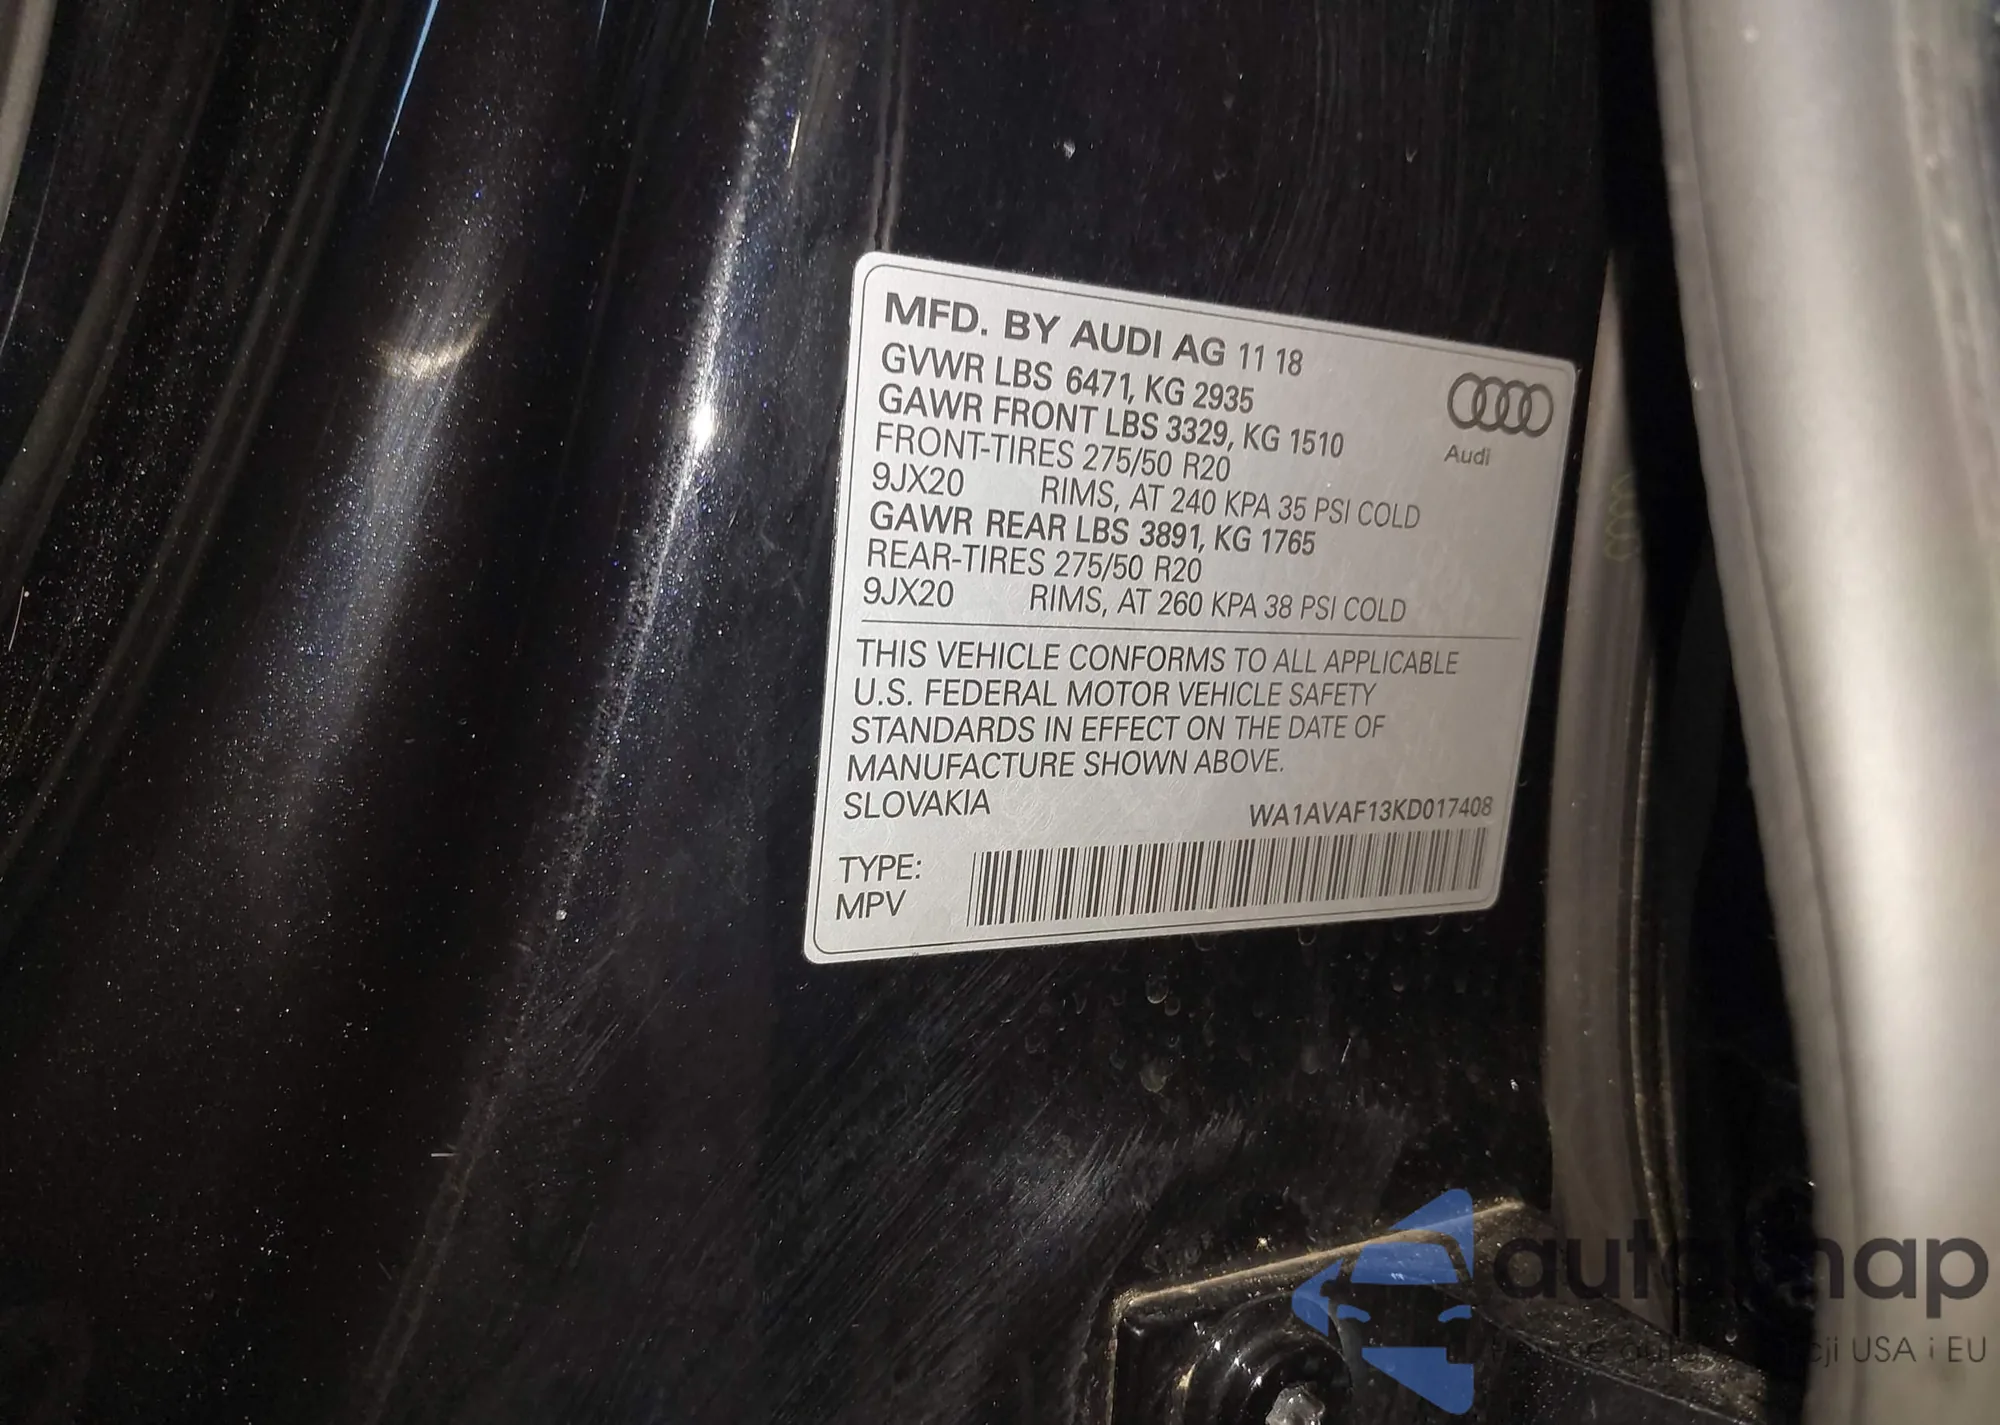 MFD. BY AUDI AG 11 18
GVWR LBS 6471, KG 2935
GAWR FRONT LBS 3329, KG 1510
FRONT-TIRES 275/50 R20
9JX20 RIMS, AT 240 KPA 35 PSI COLD
GAWR REAR LBS 3891, KG 1765
REAR-TIRES 275/50 R20
9JX20 RIMS, AT 260 KPA 38 PSI COLD
Audi
THIS VEHICLE CONFORMS TO ALL APPLICABLE
U.S. FEDERAL MOTOR VEHICLE SAFETY
STANDARDS IN EFFECT ON THE DATE OF
MANUFACTURE SHOWN ABOVE.
SLOVAKIA WA1AVAF13KD017408
TYPE:
MPV
USA i EU